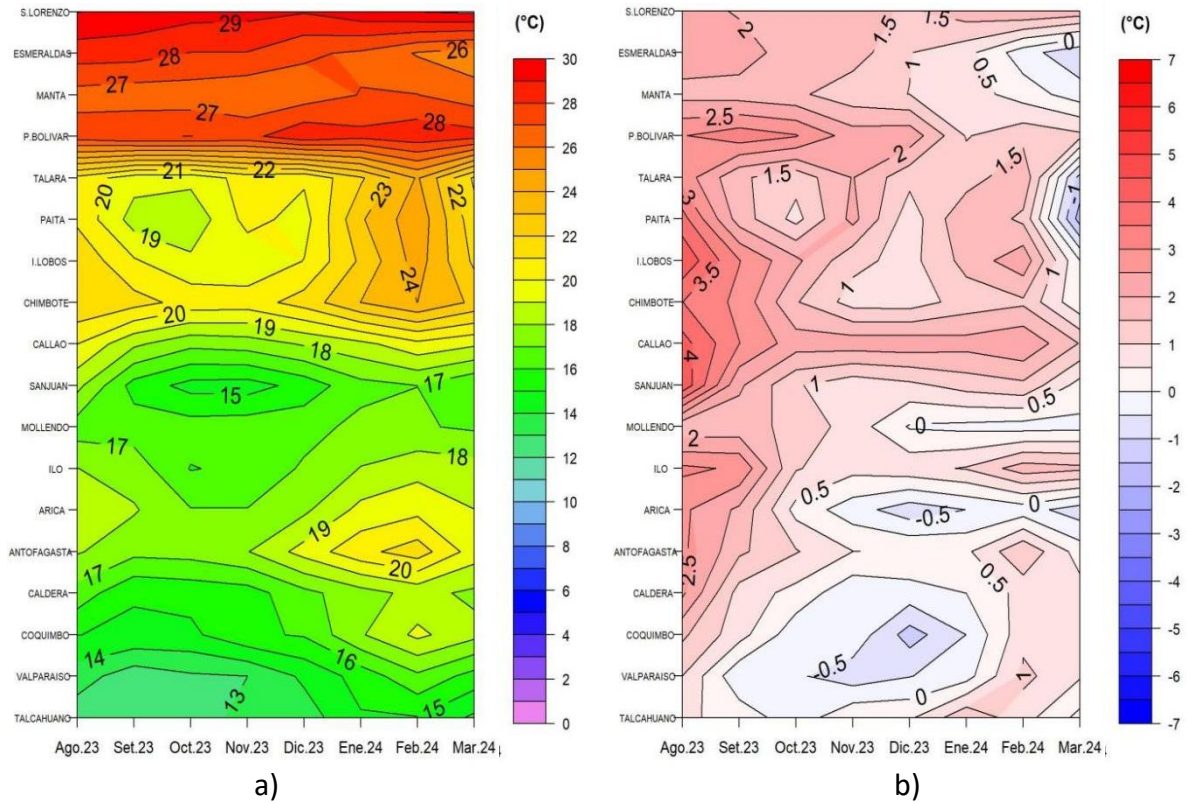 (°C)
S.LORENZO
ESMERALDAS
MANTA
P.BOLIVAR
TALARA
PAITA
I.LOBOS
CHIMBOTE
CALLAO
SANJUAN
MOLLENDO
ILO
ARICA
ANTOFAGASTA
CALDERA
COQUIMBO
VALPARAISO
TALCAHUANO
29
28
26
27
27
28
21
22
20
23
22
19
24
20
19
18
17
15
17
18
19
20
17
16
14
13
15
30
28
26
24
22
20
18
16
14
12
10
8
6
4
2
0
Ago.23 Set.23 Oct.23 Nov.23 Dic.23 Ene.24 Feb.24 Mar.24
a)
(°C)
S.LORENZO
ESMERALDAS
MANTA
P.BOLIVAR
TALARA
PAITA
I.LOBOS
CHIMBOTE
CALLAO
SANJUAN
MOLLENDO
ILO
ARICA
ANTOFAGASTA
CALDERA
COQUIMBO
VALPARAISO
TALCAHUANO
2
1.5
1.5
0
1
0.5
2.5
2
1.5
1.5
3
-1
3.5
1
1
4
1
0.5
0
2
0.5
0
-0.5
2.5
0.5
-0.5
0
1
7
6
5
4
3
2
1
0
-1
-2
-3
-4
-5
-6
-7
Ago.23 Set.23 Oct.23 Nov.23 Dic.23 Ene.24 Feb.24 Mar.24
b)